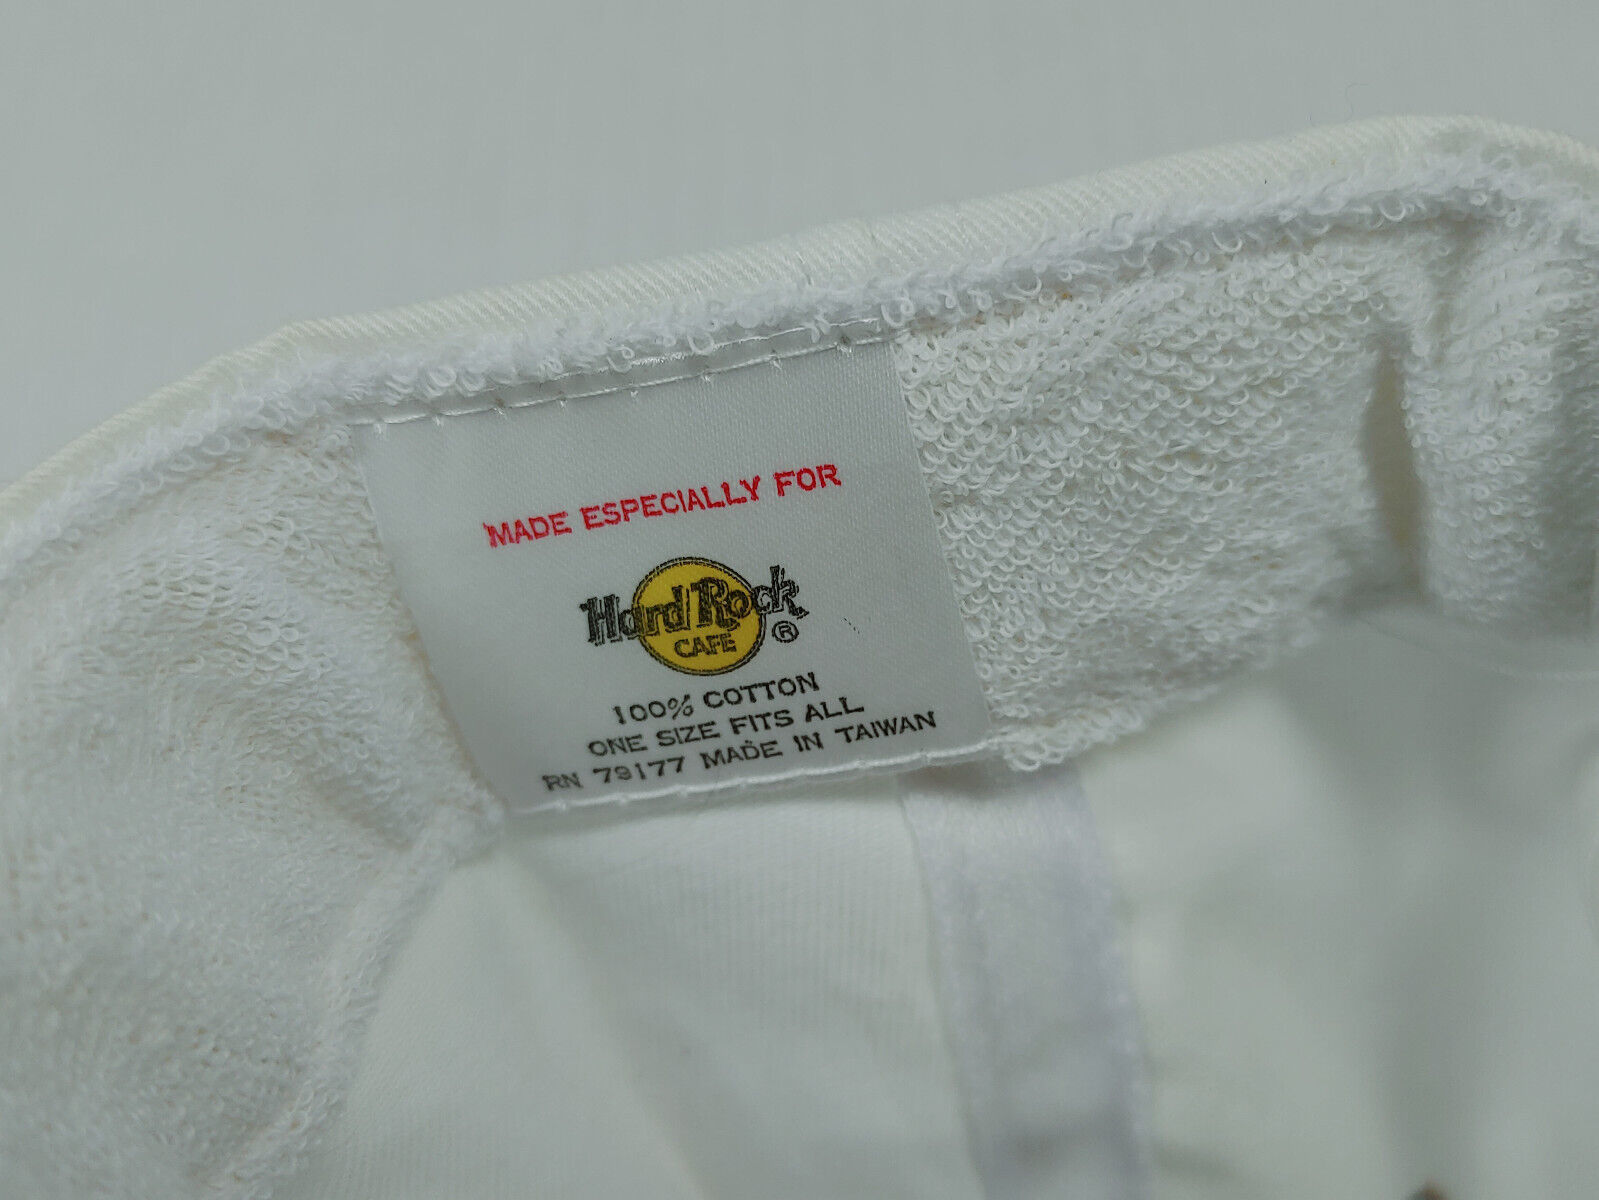 MADE ESPECIALLY FOR
Hard Rock
CAFE ®
100% COTTON
ONE SIZE FITS ALL
RN 79177 MADE IN TAIWAN